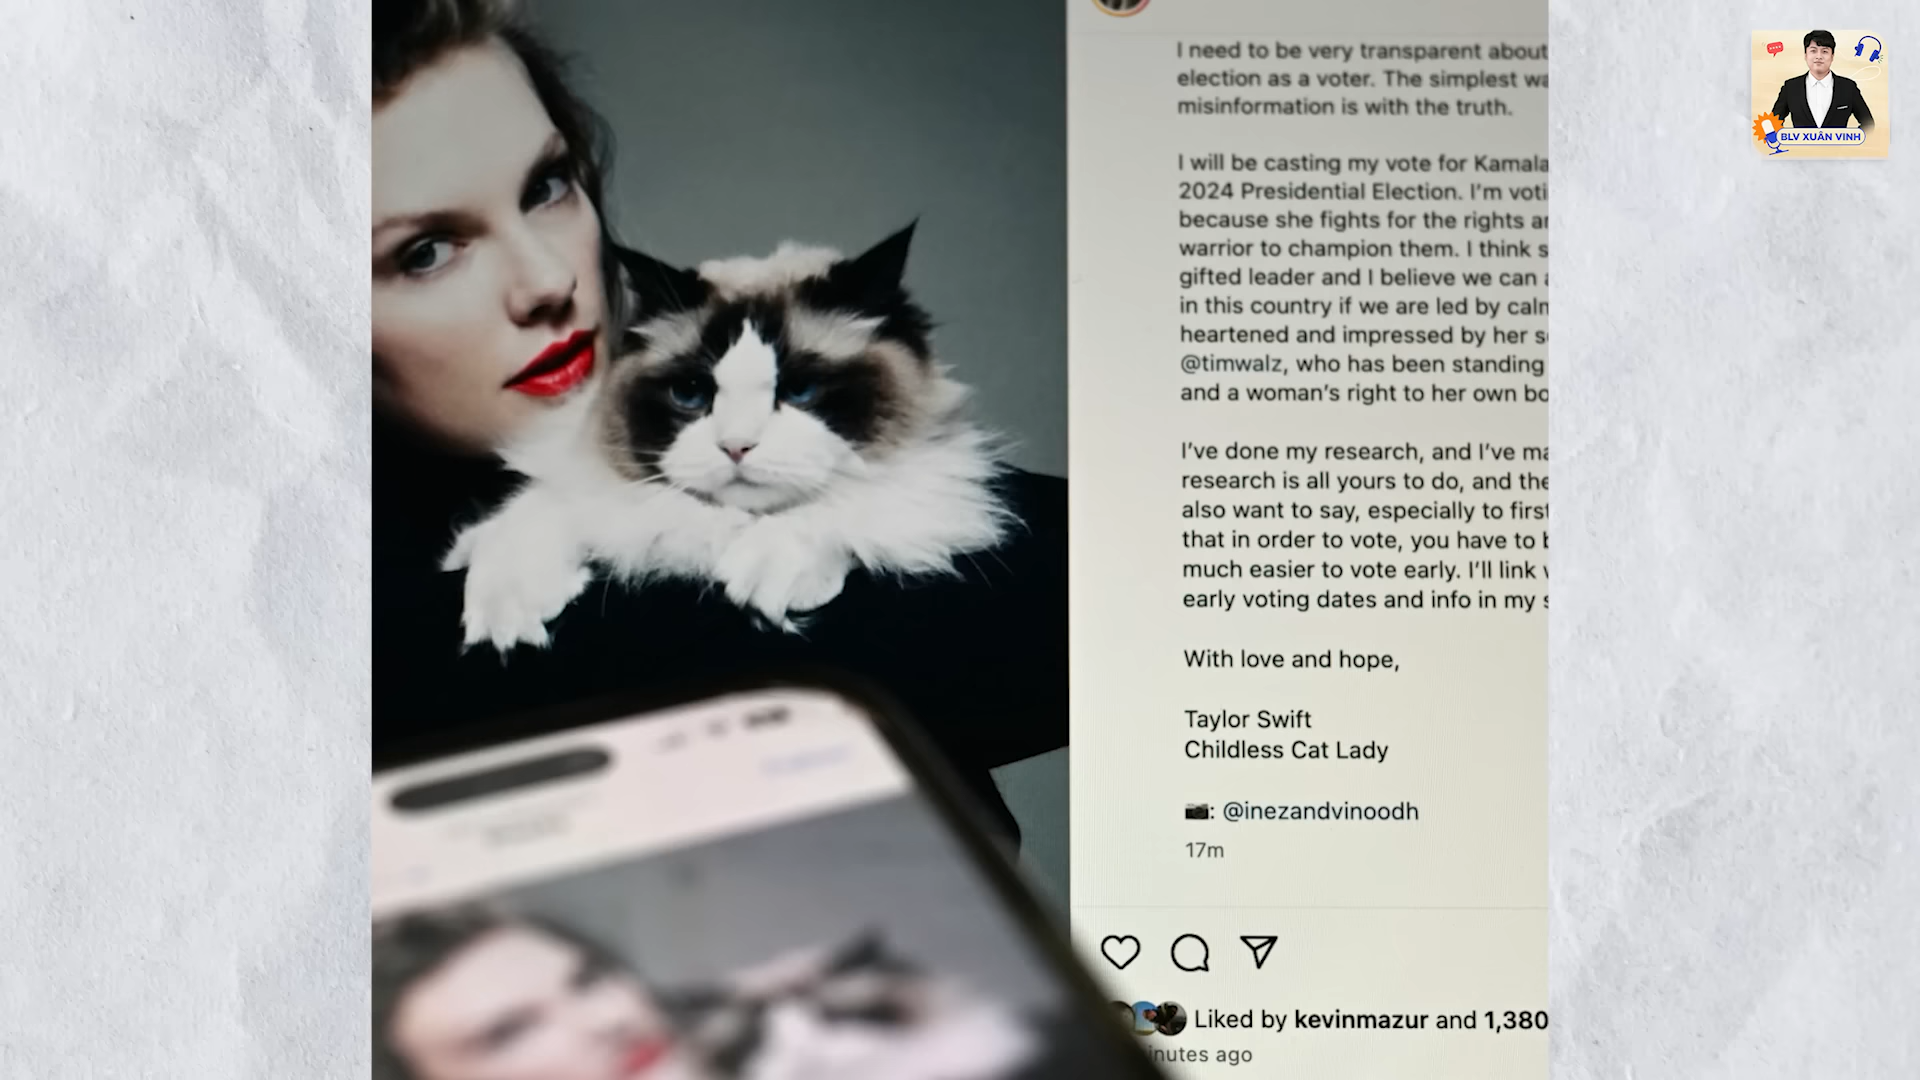 BLV XUÂN VINH
I need to be very transparent about
election as a voter. The simplest wa
misinformation is with the truth.
I will be casting my vote for Kamala
2024 Presidential Election. I'm voti
because she fights for the rights an
warrior to champion them. I think s
gifted leader and I believe we can a
in this country if we are led by calm
heartened and impressed by her se
@timwalz, who has been standing
and a woman's right to her own bo
I've done my research, and I've ma
research is all yours to do, and the
also want to say, especially to first
that in order to vote, you have to b
much easier to vote early. I'll link w
early voting dates and info in my s
With love and hope,
Taylor Swift
Childless Cat Lady
📷: @inezandvinoodh
17m
Liked by kevinmazur and 1,380
inutes ago